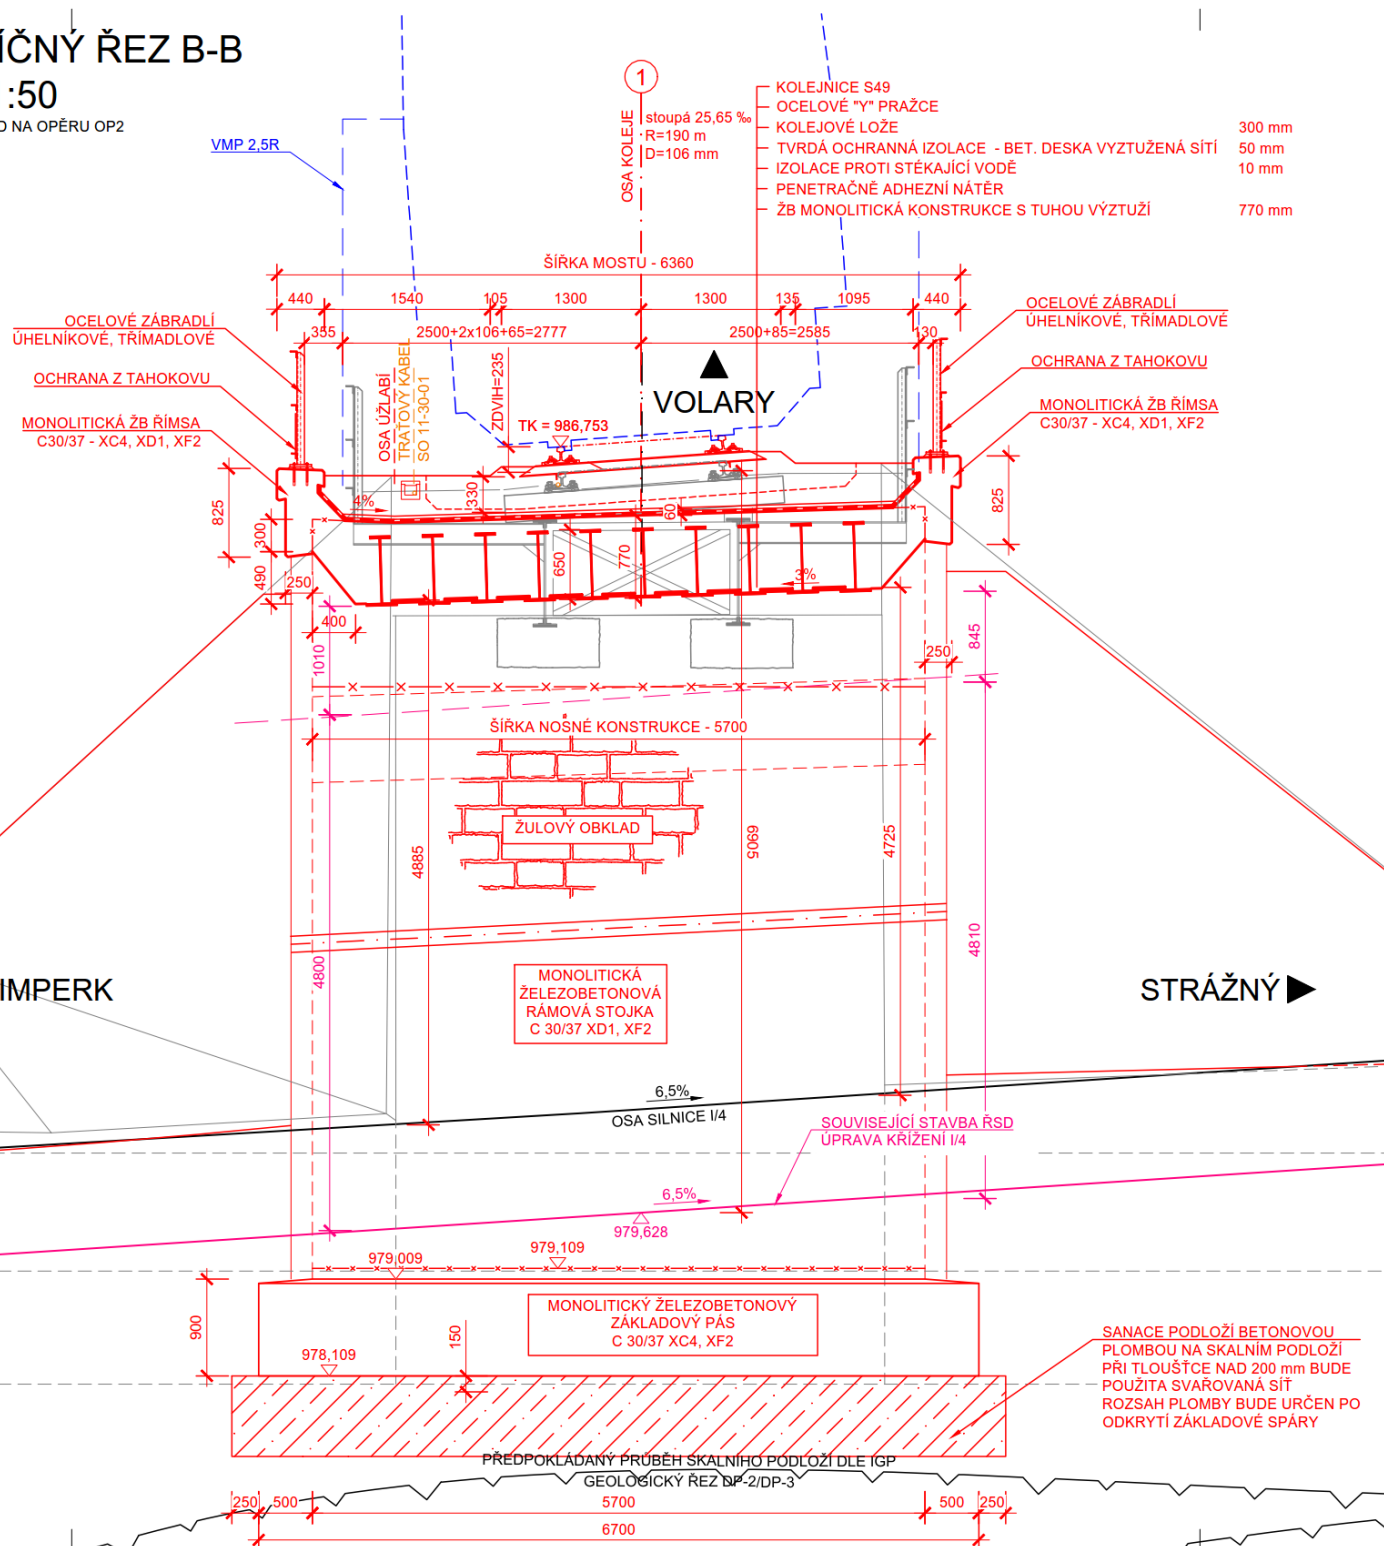 ÍČNÝ ŘEZ B-B
:50
D NA OPĚRU OP2
VMP 2,5R
1
OSA KOLEJE
stoupá 25,65 ‰
R=190 m
D=106 mm
KOLEJNICE S49
OCELOVÉ "Y" PRAŽCE
KOLEJOVÉ LOŽE 300 mm
TVRDÁ OCHRANNÁ IZOLACE - BET. DESKA VYZTUŽENÁ SÍTÍ 50 mm
IZOLACE PROTI STÉKAJÍCÍ VODĚ 10 mm
PENETRAČNĚ ADHEZNÍ NÁTĚR
ŽB MONOLITICKÁ KONSTRUKCE S TUHOU VÝZTUŽÍ 770 mm
ŠÍŘKA MOSTU - 6360
440 1540 105 1300 1300 135 1095 440
355 2500+2x106+65=2777 2500+85=2585 130
OCELOVÉ ZÁBRADLÍ
ÚHELNÍKOVÉ, TŘÍMADLOVÉ
OCHRANA Z TAHOKOVU
MONOLITICKÁ ŽB ŘÍMSA
C30/37 - XC4, XD1, XF2
OCELOVÉ ZÁBRADLÍ
ÚHELNÍKOVÉ, TŘÍMADLOVÉ
OCHRANA Z TAHOKOVU
MONOLITICKÁ ŽB ŘÍMSA
C30/37 - XC4, XD1, XF2
OSA ÚŽLABÍ
TRAŤOVÝ KABEL
SO 11-30-01
ZDVIH=235
TK = 986,753
VOLARY
825
300
490
250
400
1010
4%
330
60
650
770
3%
825
845
250
ŠÍŘKA NOSNÉ KONSTRUKCE - 5700
ŽULOVÝ OBKLAD
4885
6905
4725
4800
4810
MONOLITICKÁ
ŽELEZOBETONOVÁ
RÁMOVÁ STOJKA
C 30/37 XD1, XF2
IMPERK
STRÁŽNÝ
6,5%
OSA SILNICE I/4
SOUVISEJÍCÍ STAVBA ŘSD
ÚPRAVA KŘÍŽENÍ I/4
6,5%
979,628
979,009
979,109
MONOLITICKÝ ŽELEZOBETONOVÝ
ZÁKLADOVÝ PÁS
C 30/37 XC4, XF2
900
150
978,109
SANACE PODLOŽÍ BETONOVOU
PLOMBOU NA SKALNÍM PODLOŽÍ
PŘI TLOUŠŤCE NAD 200 mm BUDE
POUŽITA SVAŘOVANÁ SÍŤ
ROZSAH PLOMBY BUDE URČEN PO
ODKRYTÍ ZÁKLADOVÉ SPÁRY
PŘEDPOKLÁDANÝ PRŮBĚH SKALNÍHO PODLOŽÍ DLE IGP
GEOLOGICKÝ ŘEZ DP-2/DP-3
250 500 5700 500 250
6700